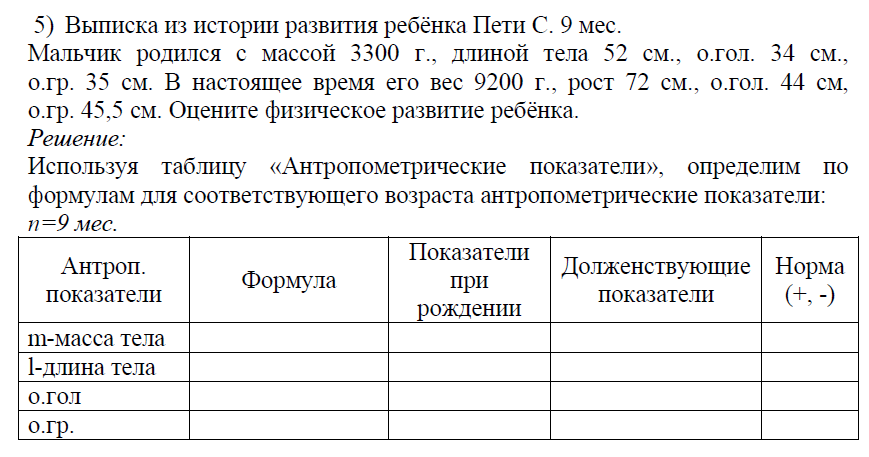 5) Выписка из истории развития ребёнка Пети С. 9 мес.
Мальчик родился с массой 3300 г., длиной тела 52 см., о.гол. 34 см.,
о.гр. 35 см. В настоящее время его вес 9200 г., рост 72 см., о.гол. 44 см,
о.гр. 45,5 см. Оцените физическое развитие ребёнка.
Решение:
Используя таблицу «Антропометрические показатели», определим по
формулам для соответствующего возраста антропометрические показатели:
n=9 мес.
Антроп.
показатели
Формула
Показатели
при
рождении
Долженствующие
показатели
Норма
(+, -)
m-масса тела
l-длина тела
о.гол
о.гр.